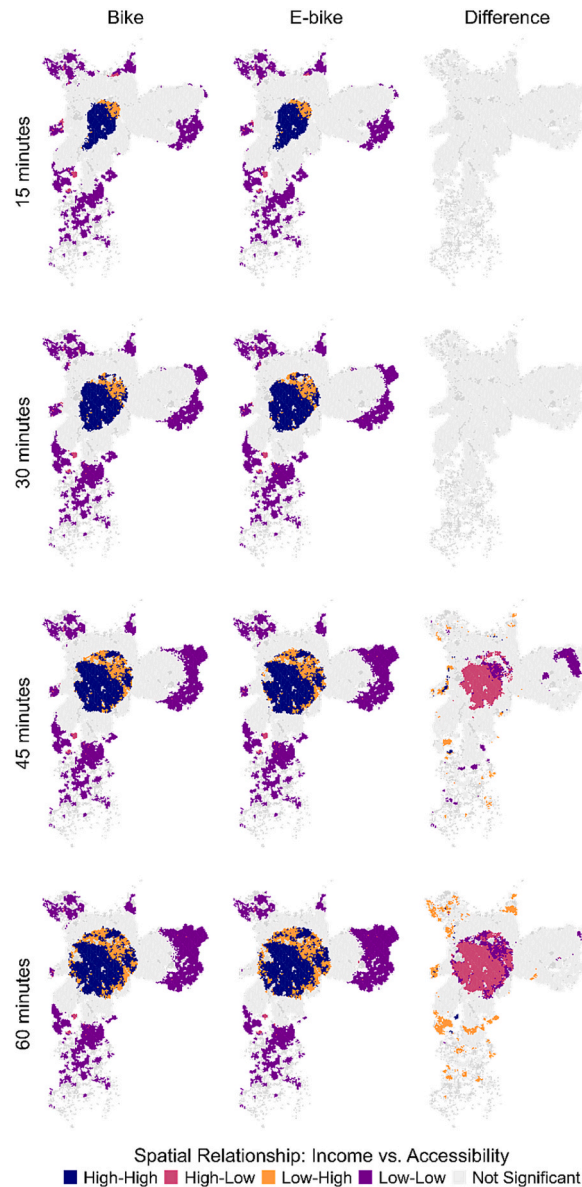 Bike E-bike Difference
15 minutes
30 minutes
45 minutes
60 minutes
Spatial Relationship: Income vs. Accessibility
High-High High-Low Low-High Low-Low Not Significant